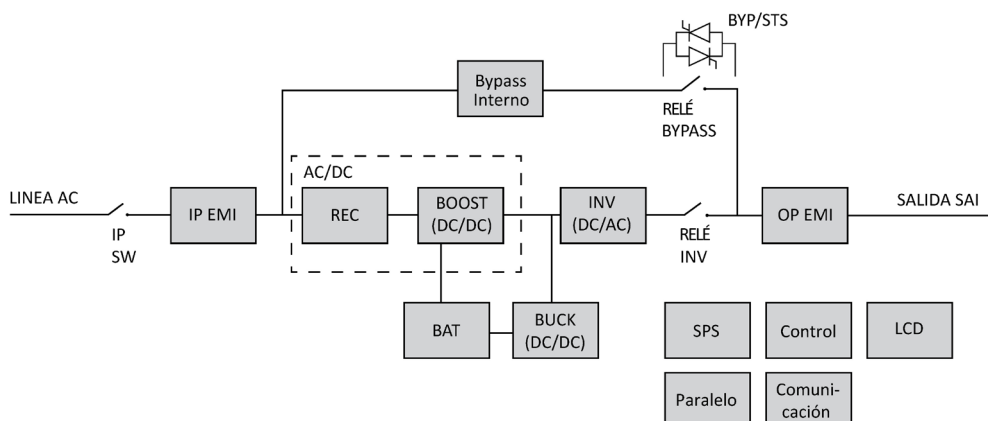 BYP/STS
Bypass
Interno
RELÉ
BYPASS
AC/DC
LINEA AC
IP
SW
IP EMI
REC
BOOST
(DC/DC)
INV
(DC/AC)
RELÉ
INV
OP EMI
SALIDA SAI
BAT
BUCK
(DC/DC)
SPS
Control
LCD
Paralelo
Comuni-
cación